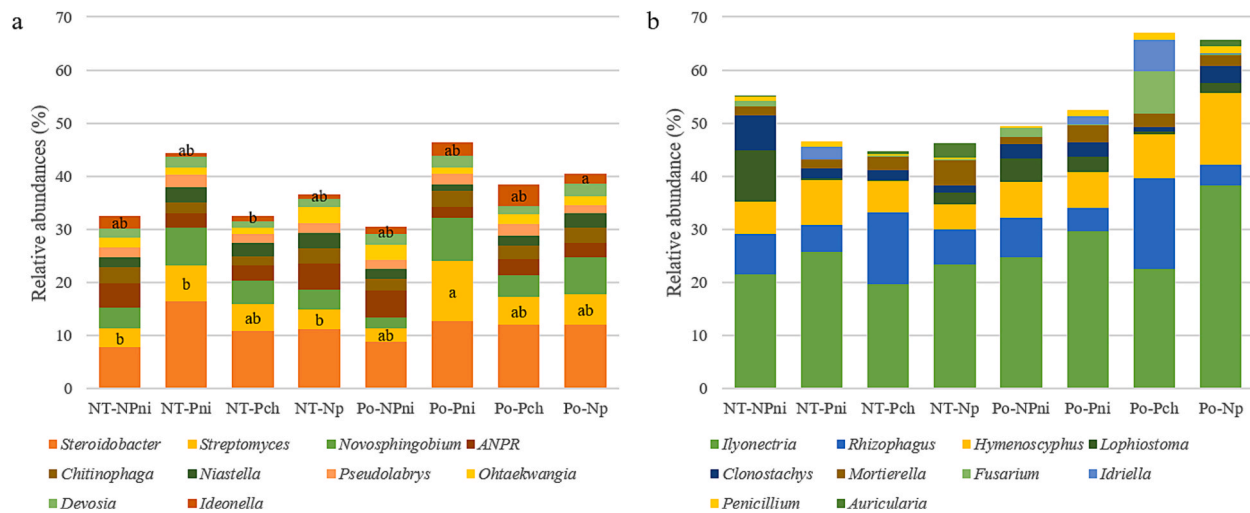 a
Relative abundances (%)
70
60
50
40
30
20
10
0
ab
b
ab
b
b
ab
ab
b
ab
ab
ab
a
ab
ab
a
ab
NT-NPni NT-Pni NT-Pch NT-Np Po-NPni Po-Pni Po-Pch Po-Np
Steroidobacter Streptomyces Novosphingobium ANPR
Chitinophaga Niastella Pseudolabrys Ohtaekwangia
Devosia Ideonella
b
Relative abundance (%)
70
60
50
40
30
20
10
0
NT-NPni NT-Pni NT-Pch NT-Np Po-NPni Po-Pni Po-Pch Po-Np
Ilyonectria Rhizophagus Hymenoscyphus Lophiostoma
Clonostachys Mortierella Fusarium Idriella
Penicillium Auricularia